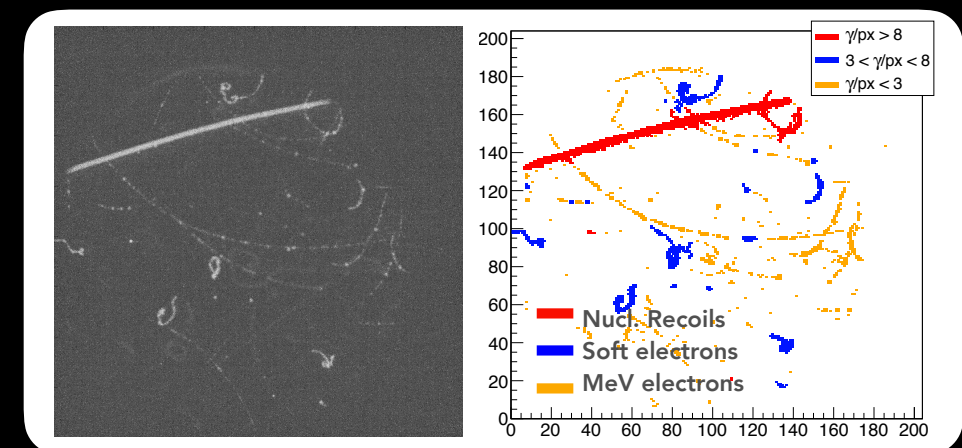 γ/px > 8
3 < γ/px < 8
γ/px < 3
200
180
160
140
120
100
80
60
40
20
0
Nucl. Recoils
Soft electrons
MeV electrons
0 20 40 60 80 100 120 140 160 180 200